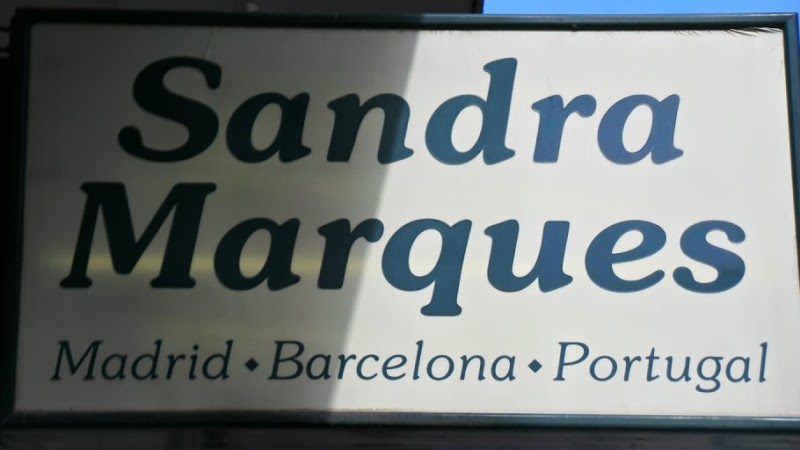 Sandra
Marques
Madrid ⬥ Barcelona ⬥ Portugal